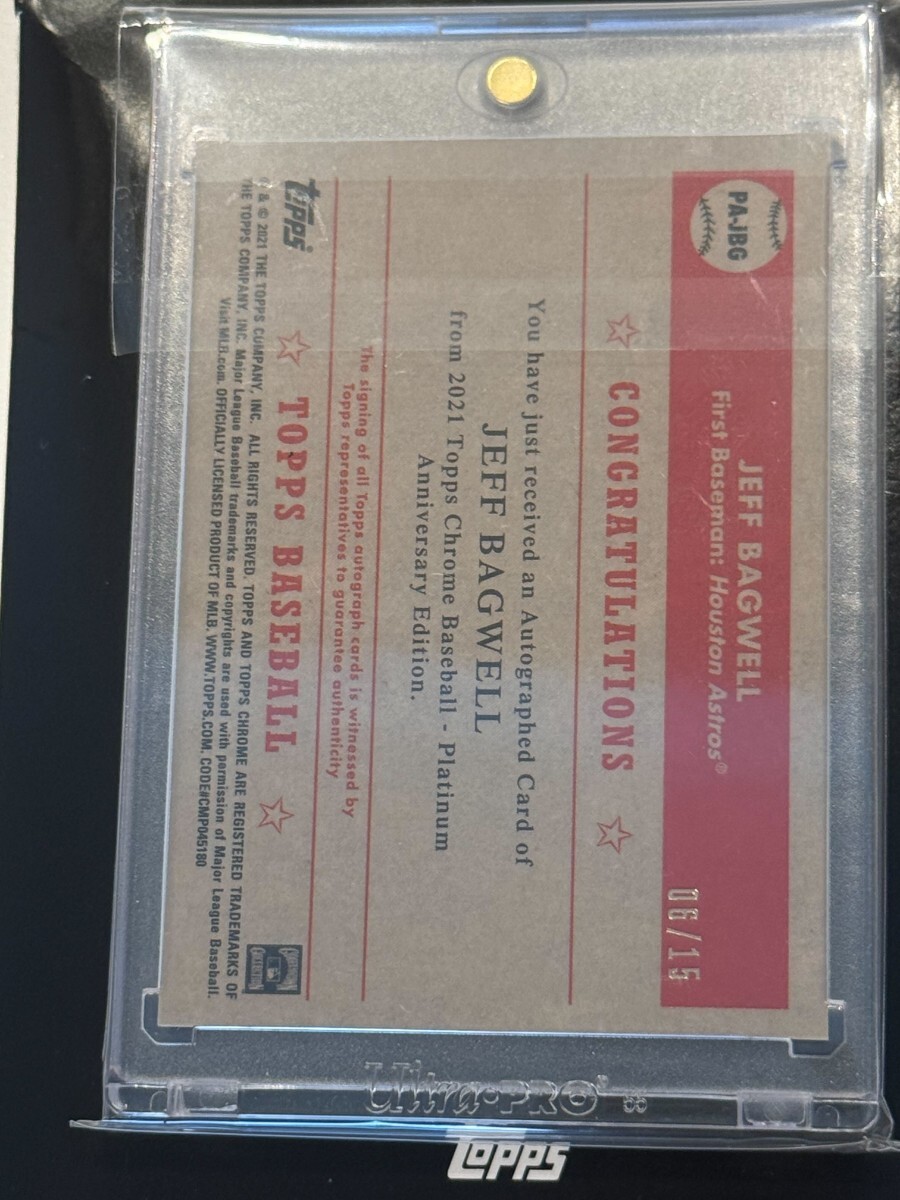 PA-JBG
JEFF BAGWELL
First Baseman: Houston Astros®
06/15
☆ CONGRATULATIONS ☆
You have just received an Autographed Card of
JEFF BAGWELL
from 2021 Topps Chrome Baseball - Platinum
Anniversary Edition.
The signing of all Topps autograph cards is witnessed by
Topps representatives to guarantee authenticity
topps
☆ TOPPS BASEBALL ☆
& © 2021 THE TOPPS COMPANY, INC. ALL RIGHTS RESERVED. TOPPS AND TOPPS CHROME ARE REGISTERED TRADEMARKS OF
THE TOPPS COMPANY, INC. Major League Baseball trademarks and copyrights are used with permission of Major League Baseball.
Visit MLB.com. OFFICIALLY LICENSED PRODUCT OF MLB. WWW.TOPPS.COM. CODE#CMP045180
Ultra·PRO®
TOPPS